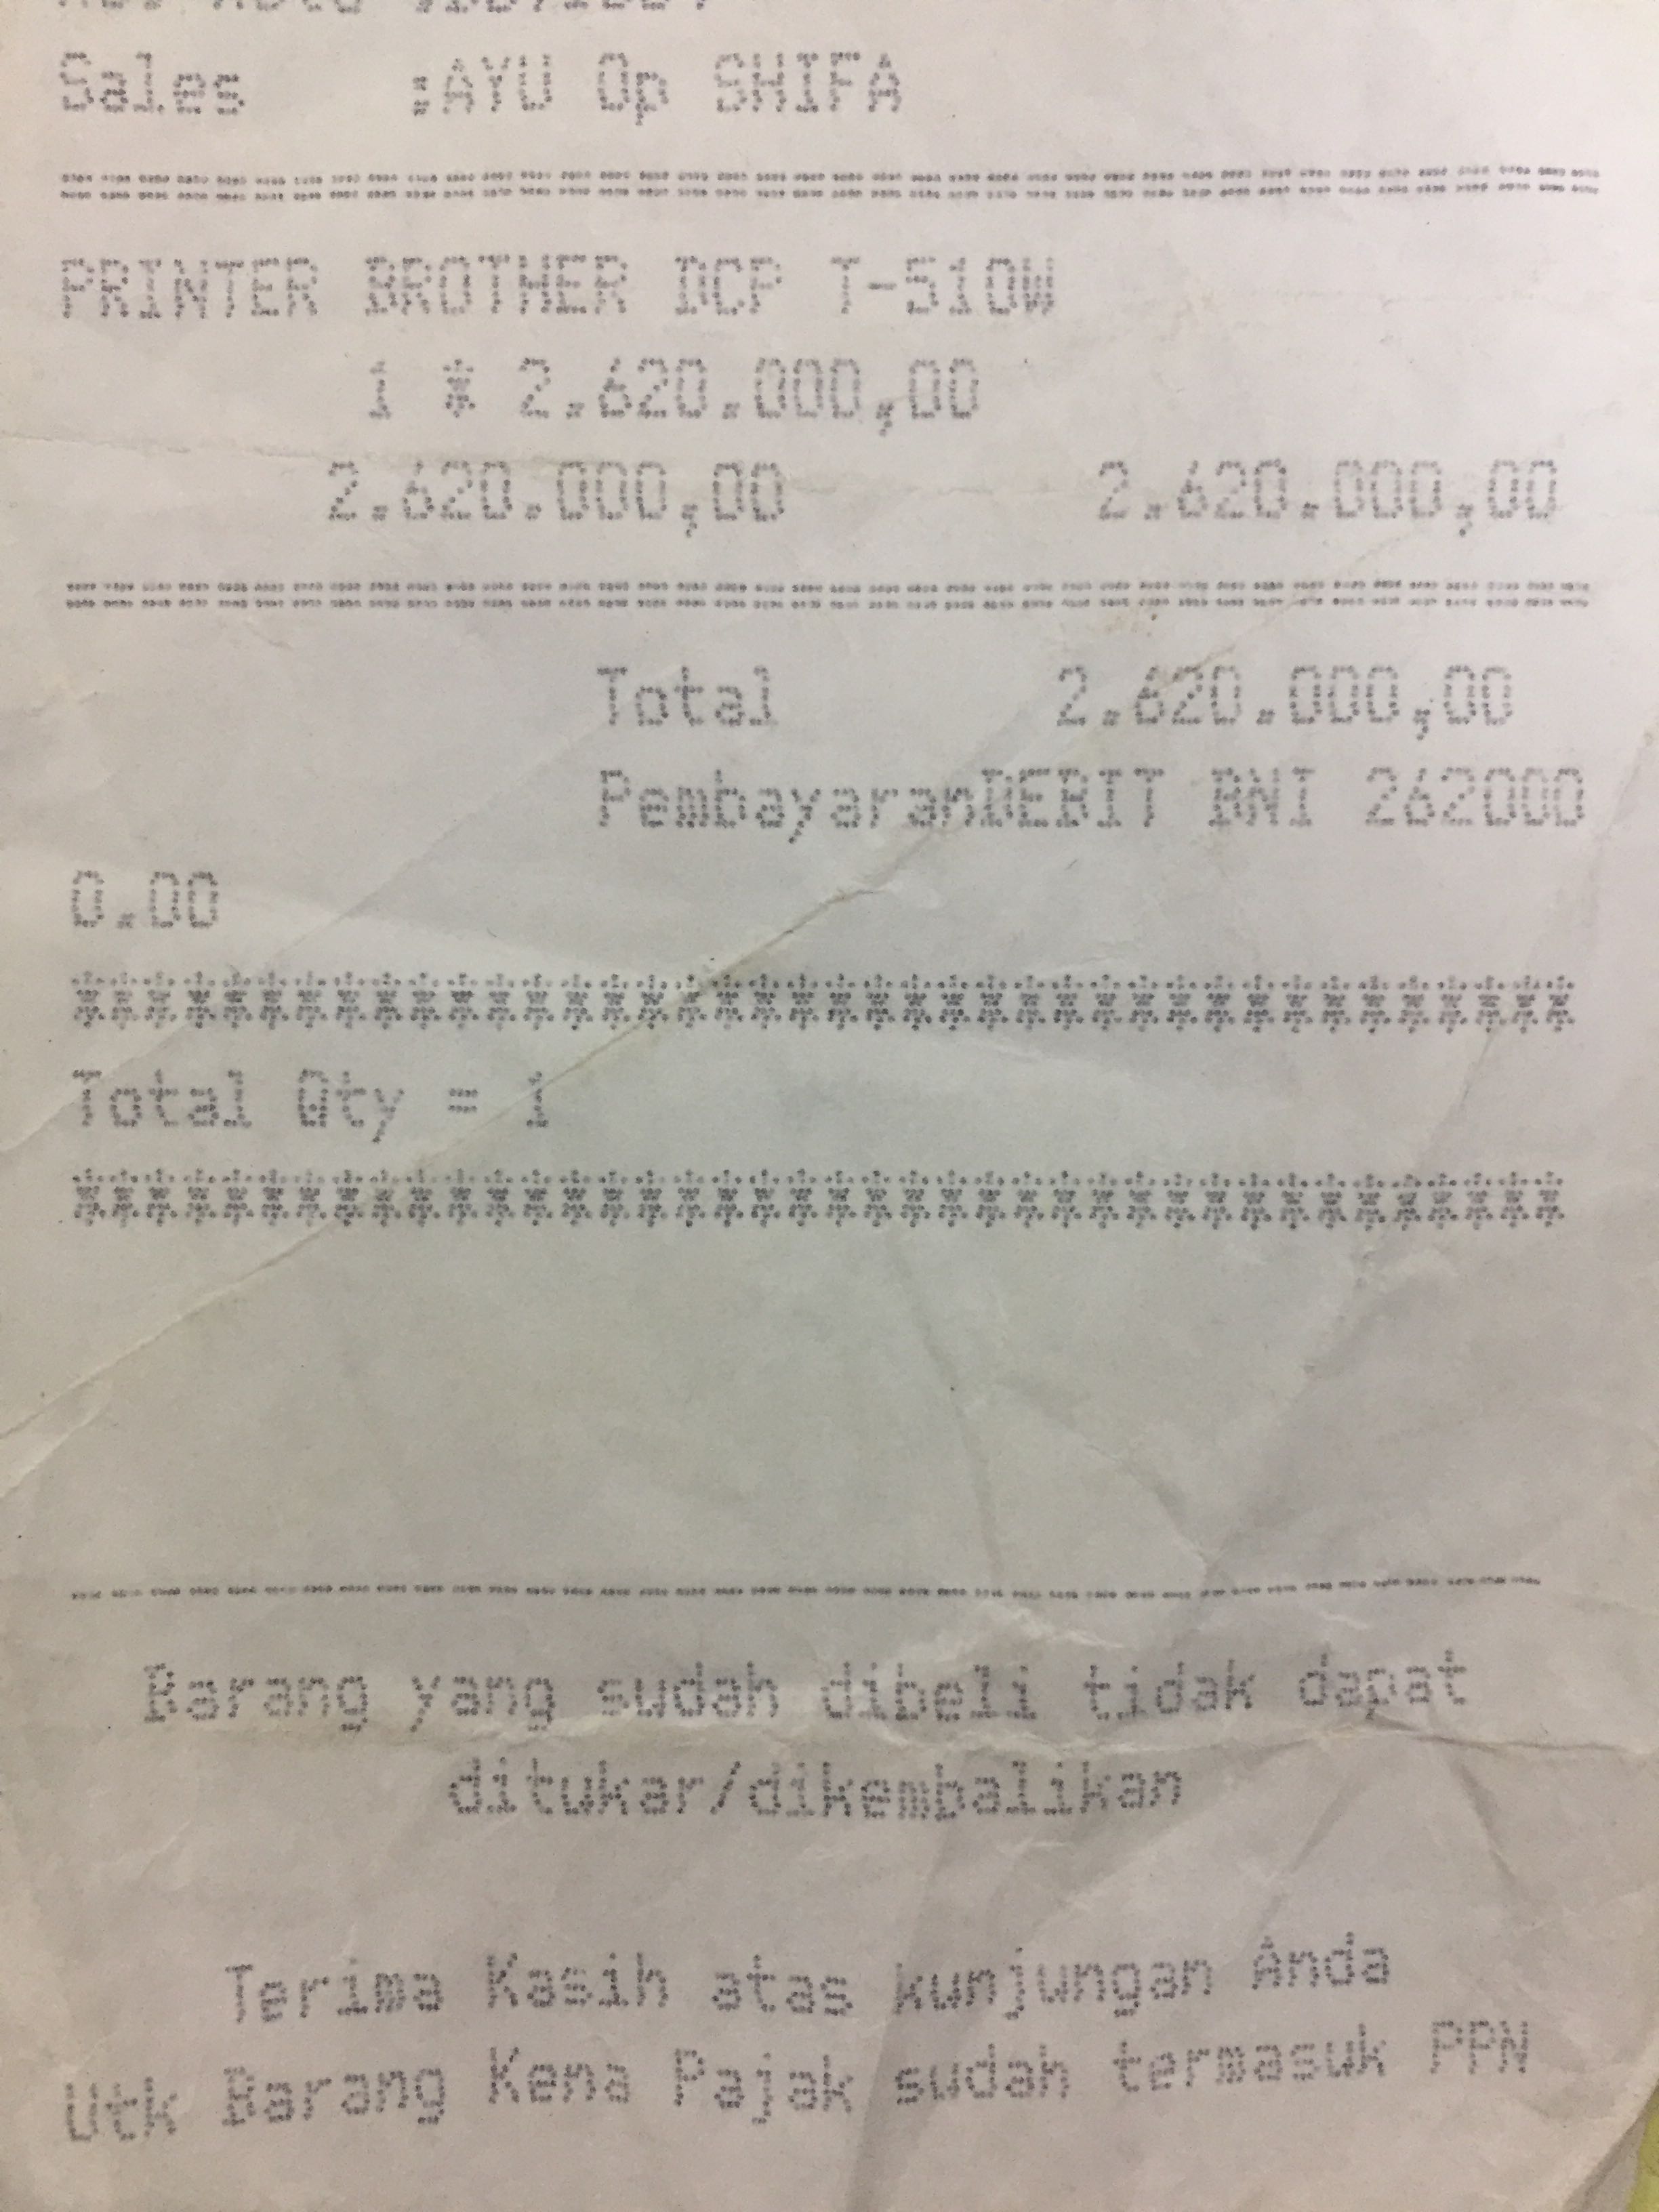 Sales :AYU Op SHIFA
================================
PRINTER BROTHER DCP T-510W
1 * 2.620.000,00
2.620.000,00 2.620.000,00
================================
Total 2.620.000,00
PembayaranDEBIT BNI 262000
0.00
****************************************
Total Qty = 1
****************************************
----------------------------------------
Barang yang sudah dibeli tidak dapat
ditukar/dikembalikan
Terima Kasih atas kunjungan Anda
Utk Barang Kena Pajak sudah termasuk PPN